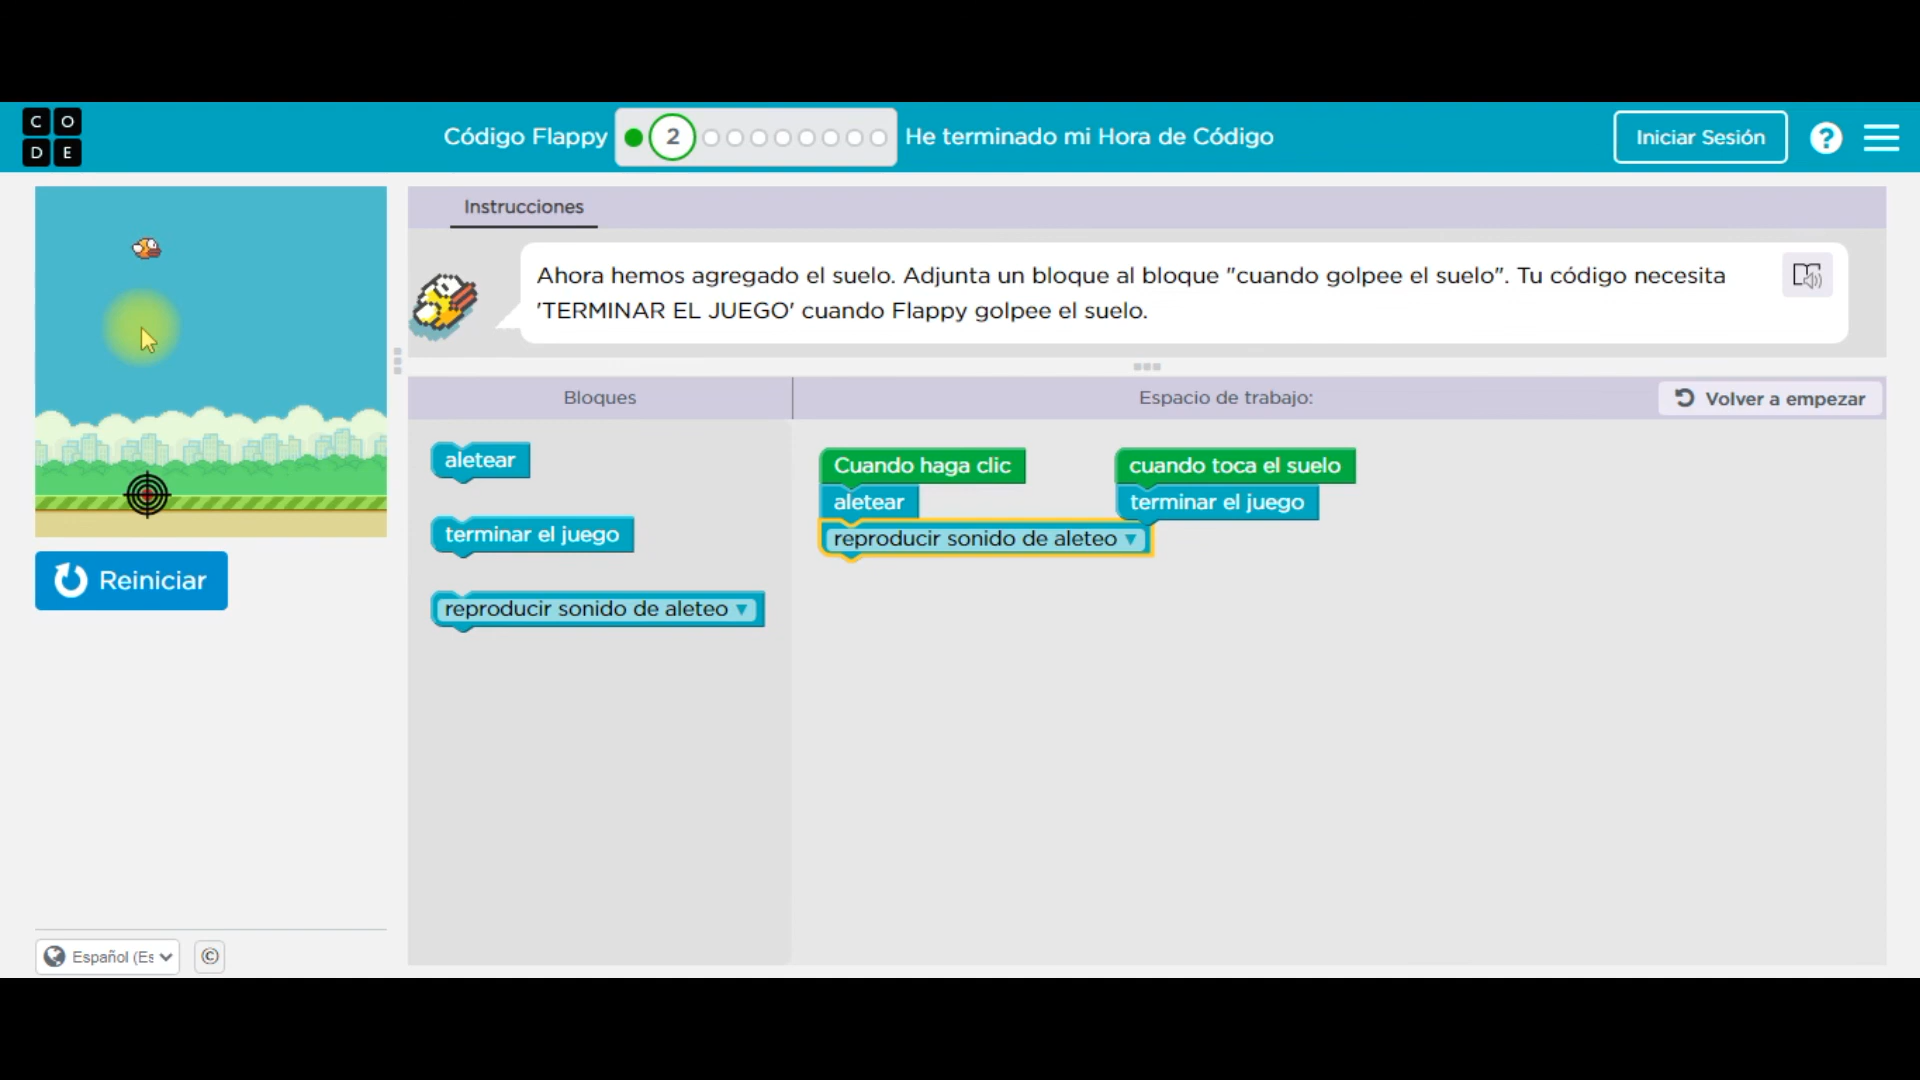 C O
D E
Código Flappy
2
He terminado mi Hora de Código
Iniciar Sesión
?
Instrucciones
Ahora hemos agregado el suelo. Adjunta un bloque al bloque "cuando golpee el suelo". Tu código necesita
'TERMINAR EL JUEGO' cuando Flappy golpee el suelo.
Bloques
Espacio de trabajo:
Volver a empezar
aletear
terminar el juego
reproducir sonido de aleteo ▼
Cuando haga clic
aletear
reproducir sonido de aleteo ▼
cuando toca el suelo
terminar el juego
Reiniciar
Español (Es
©